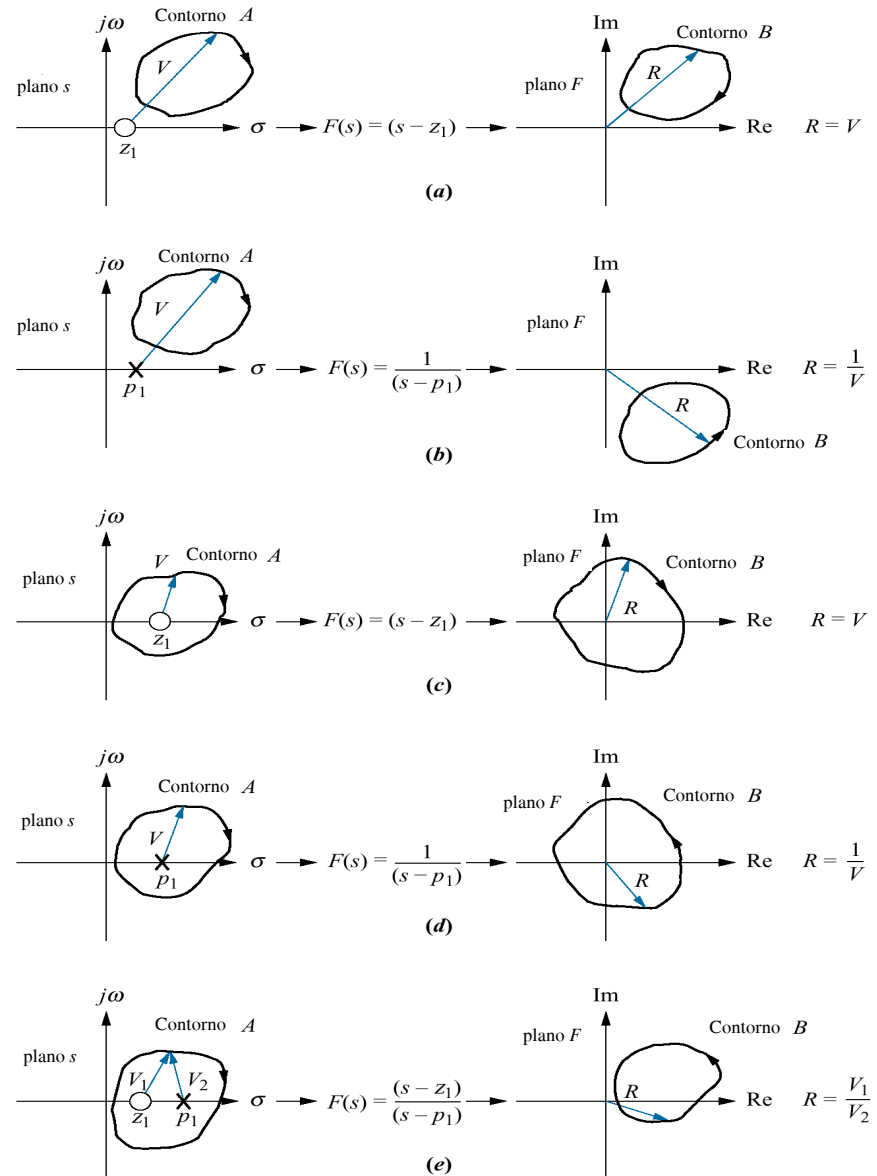 jω Contorno A Im Contorno B
plano s V plano F R
z₁ σ F(s) = (s − z₁) Re R = V
(a)
jω Contorno A Im
plano s V plano F
p₁ σ F(s) = 1/(s − p₁) Re R = 1/V
R
Contorno B
(b)
jω V Contorno A Im
plano s plano F Contorno B
z₁ σ F(s) = (s − z₁) R Re R = V
(c)
jω Contorno A Im
plano s V plano F Contorno B
p₁ σ F(s) = 1/(s − p₁) R Re R = 1/V
(d)
jω Contorno A Im
plano s plano F Contorno B
V₁ V₂ R
z₁ p₁ σ F(s) = (s − z₁)/(s − p₁) Re R = V₁/V₂
(e)